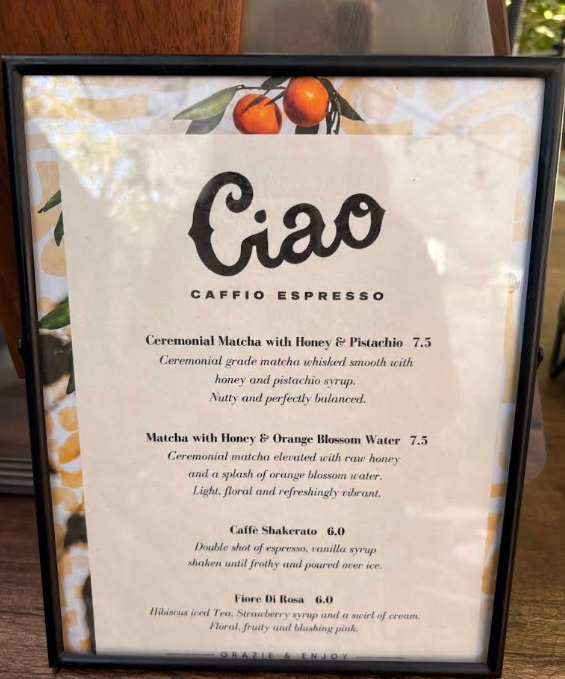 Ciao
CAFFIO ESPRESSO
Ceremonial Matcha with Honey & Pistachio 7.5
Ceremonial grade matcha whisked smooth with
honey and pistachio syrup.
Nutty and perfectly balanced.
Matcha with Honey & Orange Blossom Water 7.5
Ceremonial matcha elevated with raw honey
and a splash of orange blossom water.
Light, floral and refreshingly vibrant.
Caffè Shakerato 6.0
Double shot of espresso, vanilla syrup
shaken until frothy and poured over ice.
Fiore Di Rosa 6.0
Hibiscus iced Tea, Strawberry syrup and a swirl of cream.
Floral, fruity and blushing pink.
GRAZIE & ENJOY